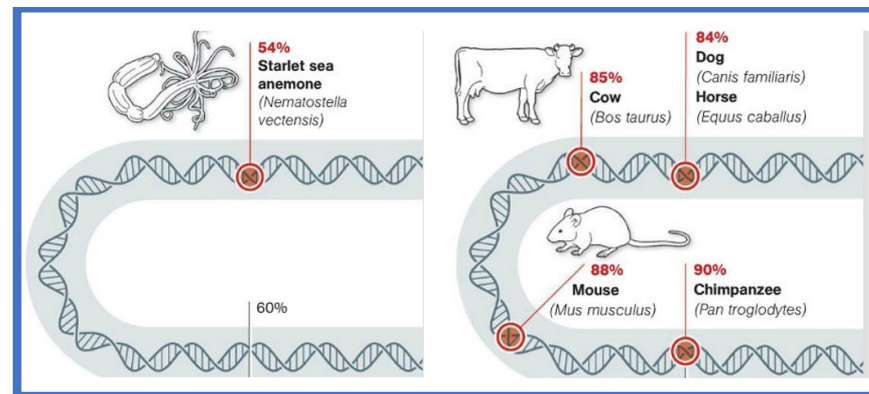 54%
Starlet sea
anemone
(Nematostella
vectensis)
60%
84%
Dog
(Canis familiaris)
Horse
(Equus caballus)
85%
Cow
(Bos taurus)
88%
Mouse
(Mus musculus)
90%
Chimpanzee
(Pan troglodytes)